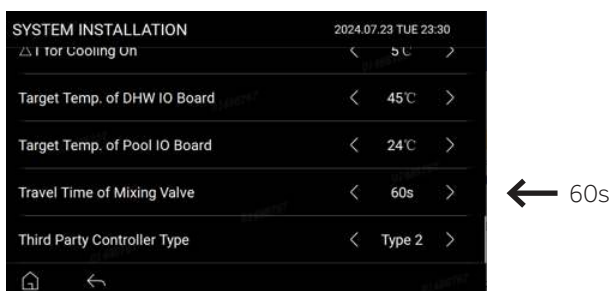 SYSTEM INSTALLATION 2024.07.23 TUE 23:30
△T for Cooling On < 5℃ >
Target Temp. of DHW IO Board < 45℃ >
Target Temp. of Pool IO Board < 24℃ >
Travel Time of Mixing Valve < 60s > 60s
Third Party Controller Type < Type 2 >